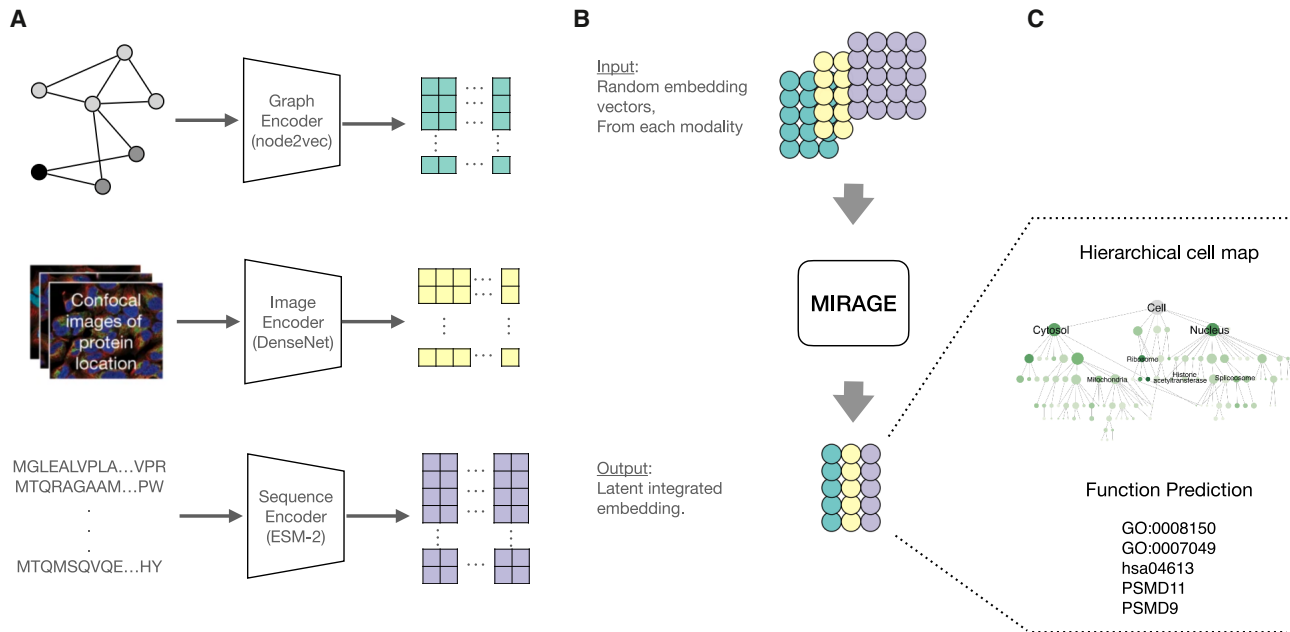 A
B
C
Graph
Encoder
(node2vec)
Confocal
images of
protein
location
Image
Encoder
(DenseNet)
MGLEALVPLA...VPR
MTQRAGAAM...PW
MTQMSQVQE...HY
Sequence
Encoder
(ESM-2)
Input:
Random embedding
vectors,
From each modality
MIRAGE
Output:
Latent integrated
embedding.
Hierarchical cell map
Cell
Cytosol
Nucleus
Ribosome
Mitochondria
Historic
acetyltransferase
Spliceosome
Function Prediction
GO:0008150
GO:0007049
hsa04613
PSMD11
PSMD9